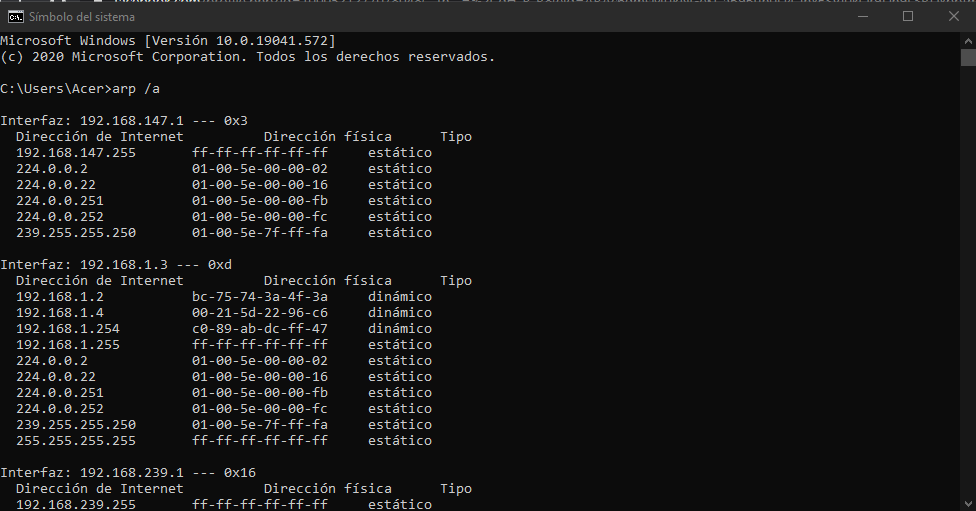 Símbolo del sistema
Microsoft Windows [Versión 10.0.19041.572]
(c) 2020 Microsoft Corporation. Todos los derechos reservados.
C:\Users\Acer>arp /a
Interfaz: 192.168.147.1 --- 0x3
Dirección de Internet Dirección física Tipo
192.168.147.255 ff-ff-ff-ff-ff-ff estático
224.0.0.2 01-00-5e-00-00-02 estático
224.0.0.22 01-00-5e-00-00-16 estático
224.0.0.251 01-00-5e-00-00-fb estático
224.0.0.252 01-00-5e-00-00-fc estático
239.255.255.250 01-00-5e-7f-ff-fa estático
Interfaz: 192.168.1.3 --- 0xd
Dirección de Internet Dirección física Tipo
192.168.1.2 bc-75-74-3a-4f-3a dinámico
192.168.1.4 00-21-5d-22-96-c6 dinámico
192.168.1.254 c0-89-ab-dc-ff-47 dinámico
192.168.1.255 ff-ff-ff-ff-ff-ff estático
224.0.0.2 01-00-5e-00-00-02 estático
224.0.0.22 01-00-5e-00-00-16 estático
224.0.0.251 01-00-5e-00-00-fb estático
224.0.0.252 01-00-5e-00-00-fc estático
239.255.255.250 01-00-5e-7f-ff-fa estático
255.255.255.255 ff-ff-ff-ff-ff-ff estático
Interfaz: 192.168.239.1 --- 0x16
Dirección de Internet Dirección física Tipo
192.168.239.255 ff-ff-ff-ff-ff-ff estático